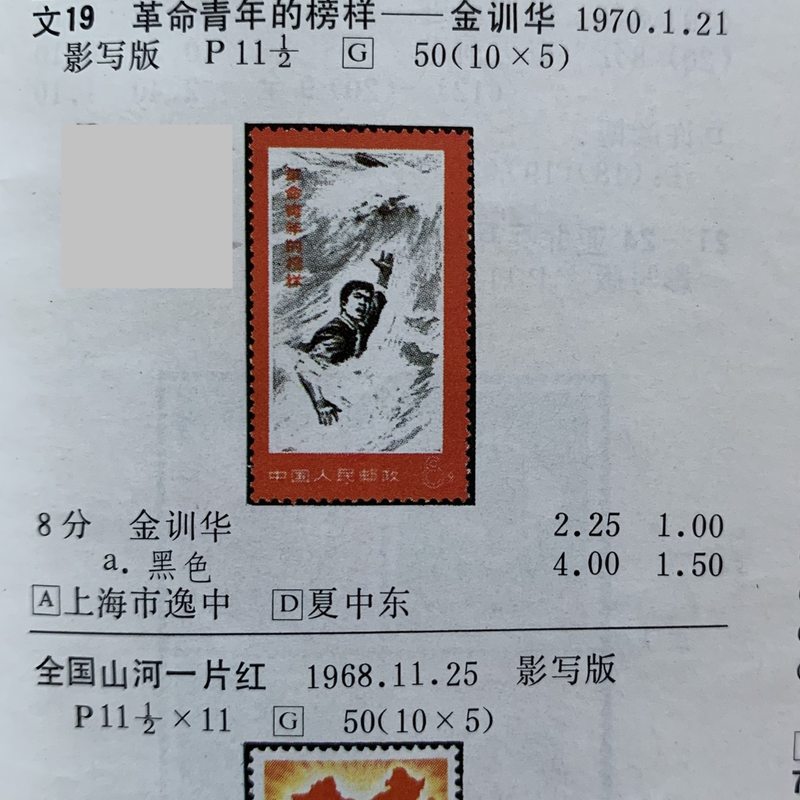 文19 革命青年的榜样——金训华 1970.1.21
影写版 P 11½ G 50(10×5)
革命青年的榜样
中国人民邮政 8分
8分 金训华 2.25 1.00
a. 黑色 4.00 1.50
A 上海市逸中 D 夏中东
全国山河一片红 1968.11.25 影写版
P 11½×11 G 50(10×5)